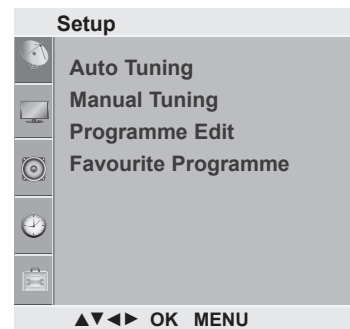 Setup
Auto Tuning
Manual Tuning
Programme Edit
Favourite Programme
▲▼◄► OK MENU